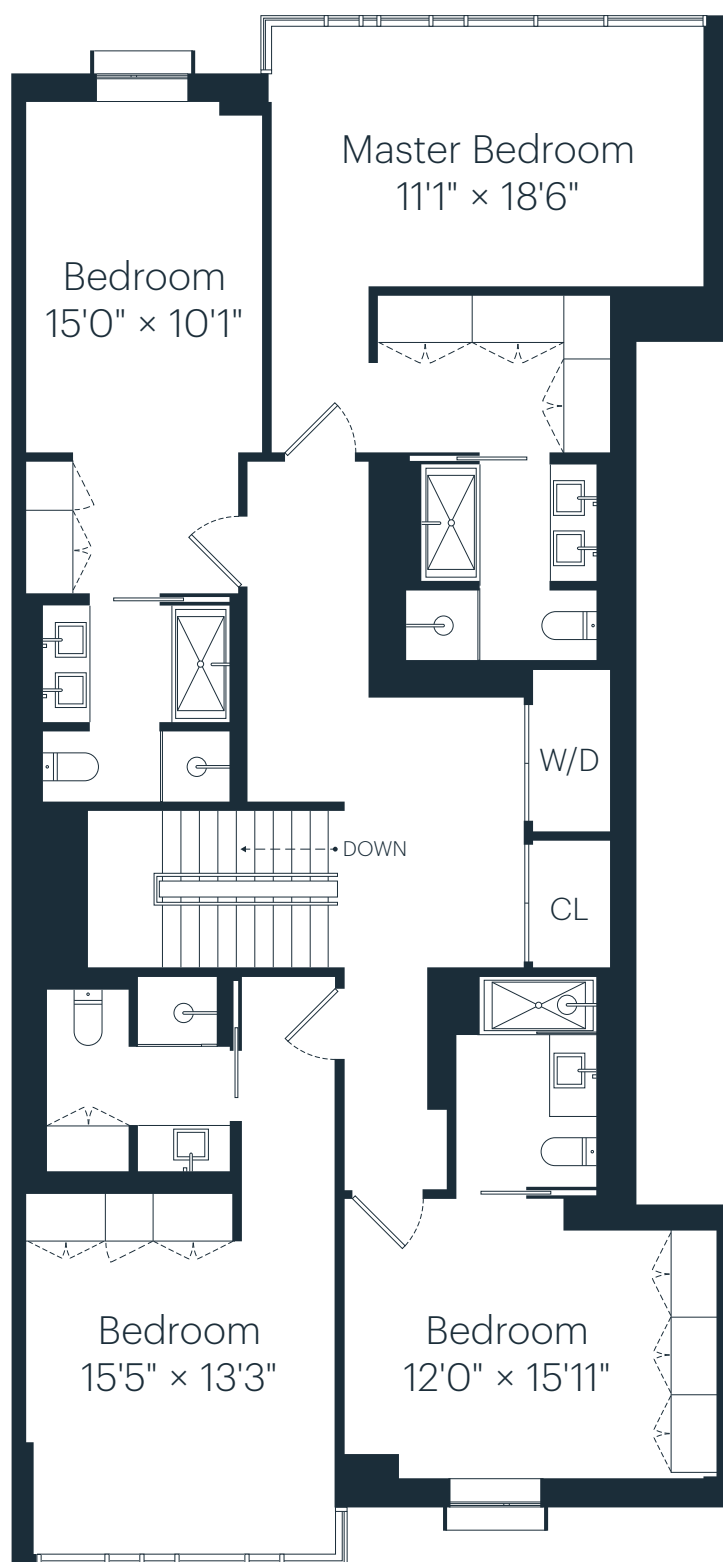 Master Bedroom
11'1" × 18'6"
Bedroom
15'0" × 10'1"
W/D
DOWN
CL
Bedroom
15'5" × 13'3"
Bedroom
12'0" × 15'11"